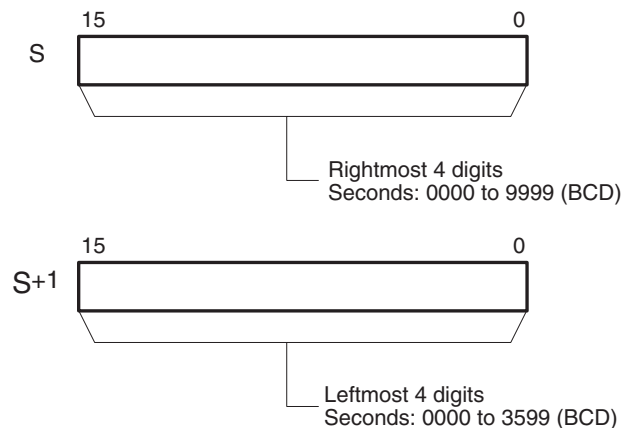 15 0
S
Rightmost 4 digits
Seconds: 0000 to 9999 (BCD)
15 0
S+1
Leftmost 4 digits
Seconds: 0000 to 3599 (BCD)